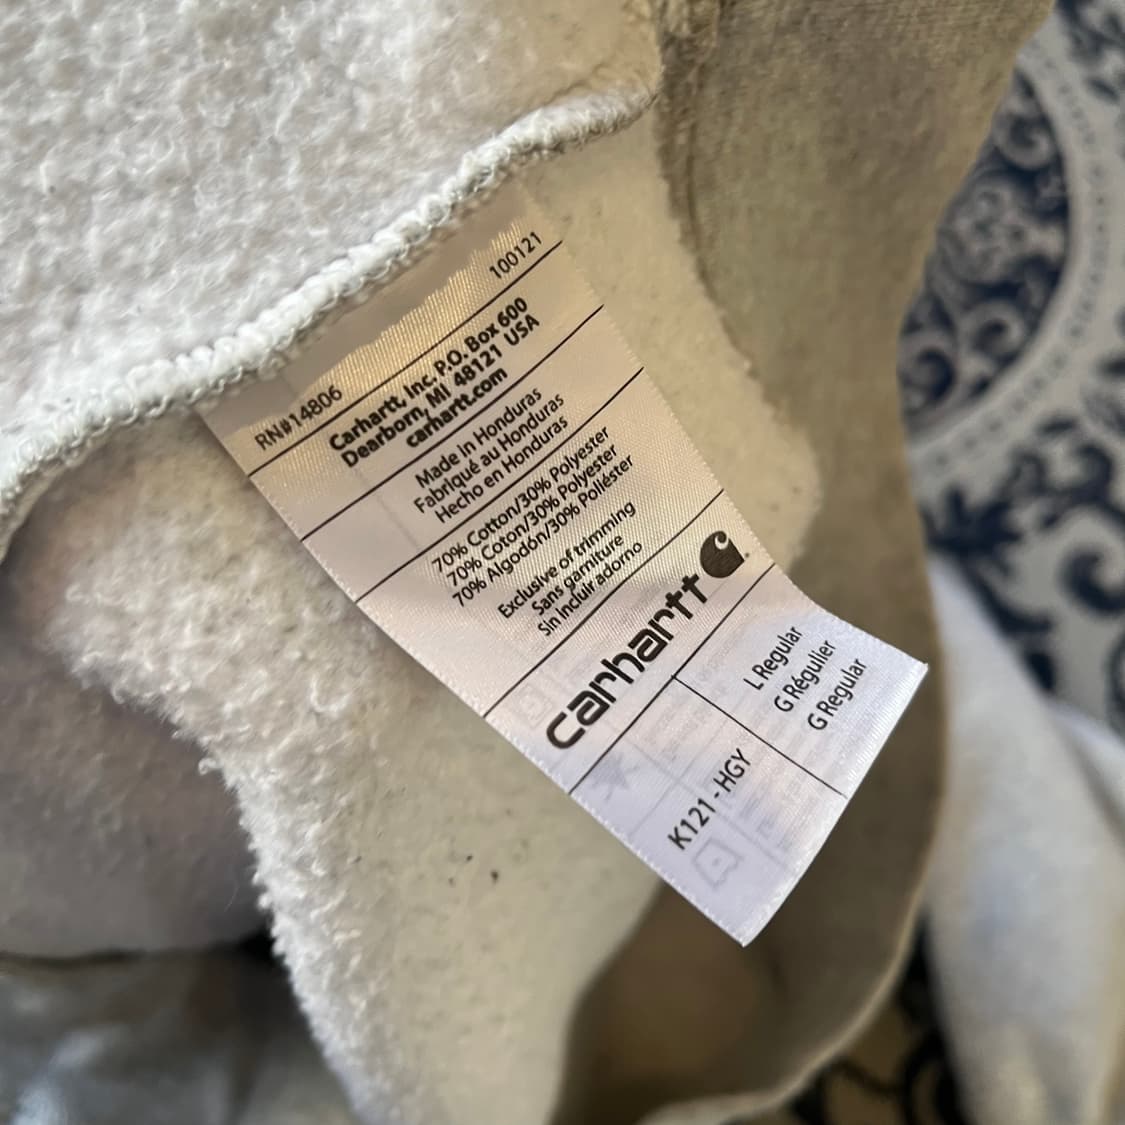 100121
RN#14806
Carhartt, Inc. P.O. Box 600
Dearborn, MI 48121 USA
carhartt.com
Made in Honduras
Fabriqué au Honduras
Hecho en Honduras
70% Cotton/30% Polyester
70% Coton/30% Polyester
70% Algodón/30% Poliéster
Exclusive of trimming
Sans garniture
Sin incluir adorno
carhartt
L Regular
G Régulier
G Regular
K121 - HGY